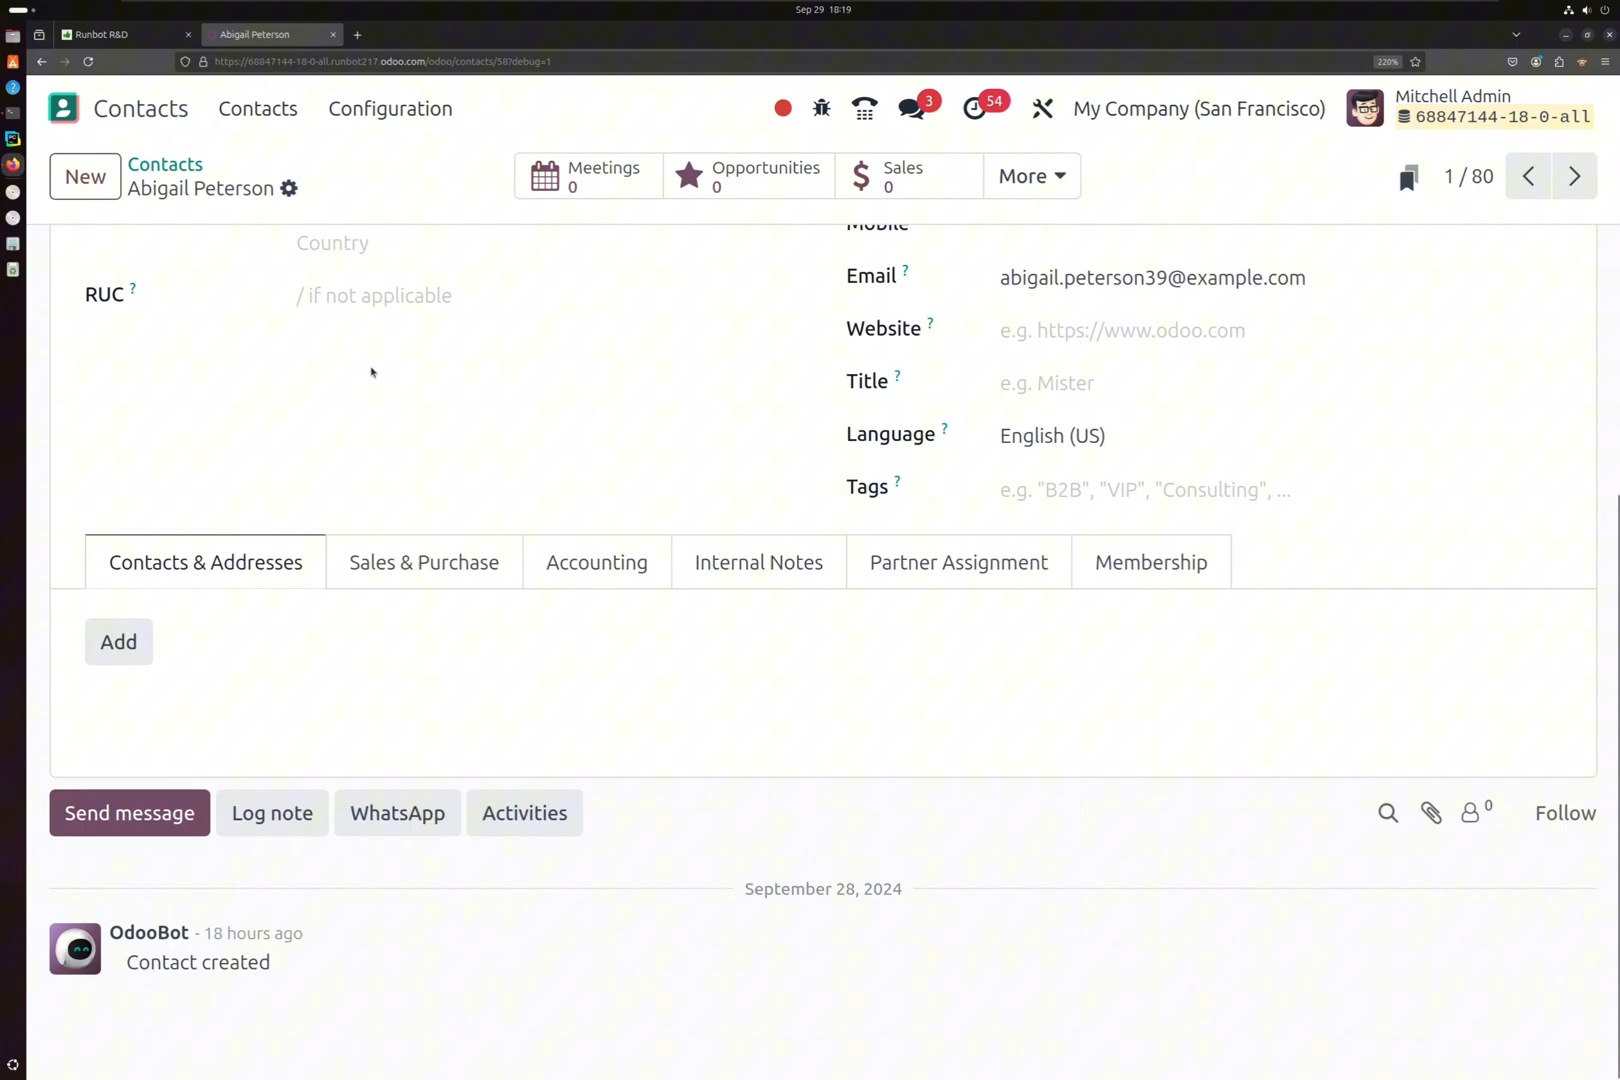 Sep 29 18:19
Runbot R&D
Abigail Peterson
https://68847144-18-0-all.runbot217.odoo.com/odoo/contacts/58?debug=1
220%
Contacts
Contacts
Configuration
3
54
My Company (San Francisco)
Mitchell Admin
68847144-18-0-all
New
Contacts
Abigail Peterson
Meetings
0
Opportunities
0
Sales
0
More
1 / 80
Country
Mobile
RUC ?
/ if not applicable
Email ?
abigail.peterson39@example.com
Website ?
e.g. https://www.odoo.com
Title ?
e.g. Mister
Language ?
English (US)
Tags ?
e.g. "B2B", "VIP", "Consulting", ...
Contacts & Addresses
Sales & Purchase
Accounting
Internal Notes
Partner Assignment
Membership
Add
Send message
Log note
WhatsApp
Activities
0
Follow
September 28, 2024
OdooBot - 18 hours ago
Contact created